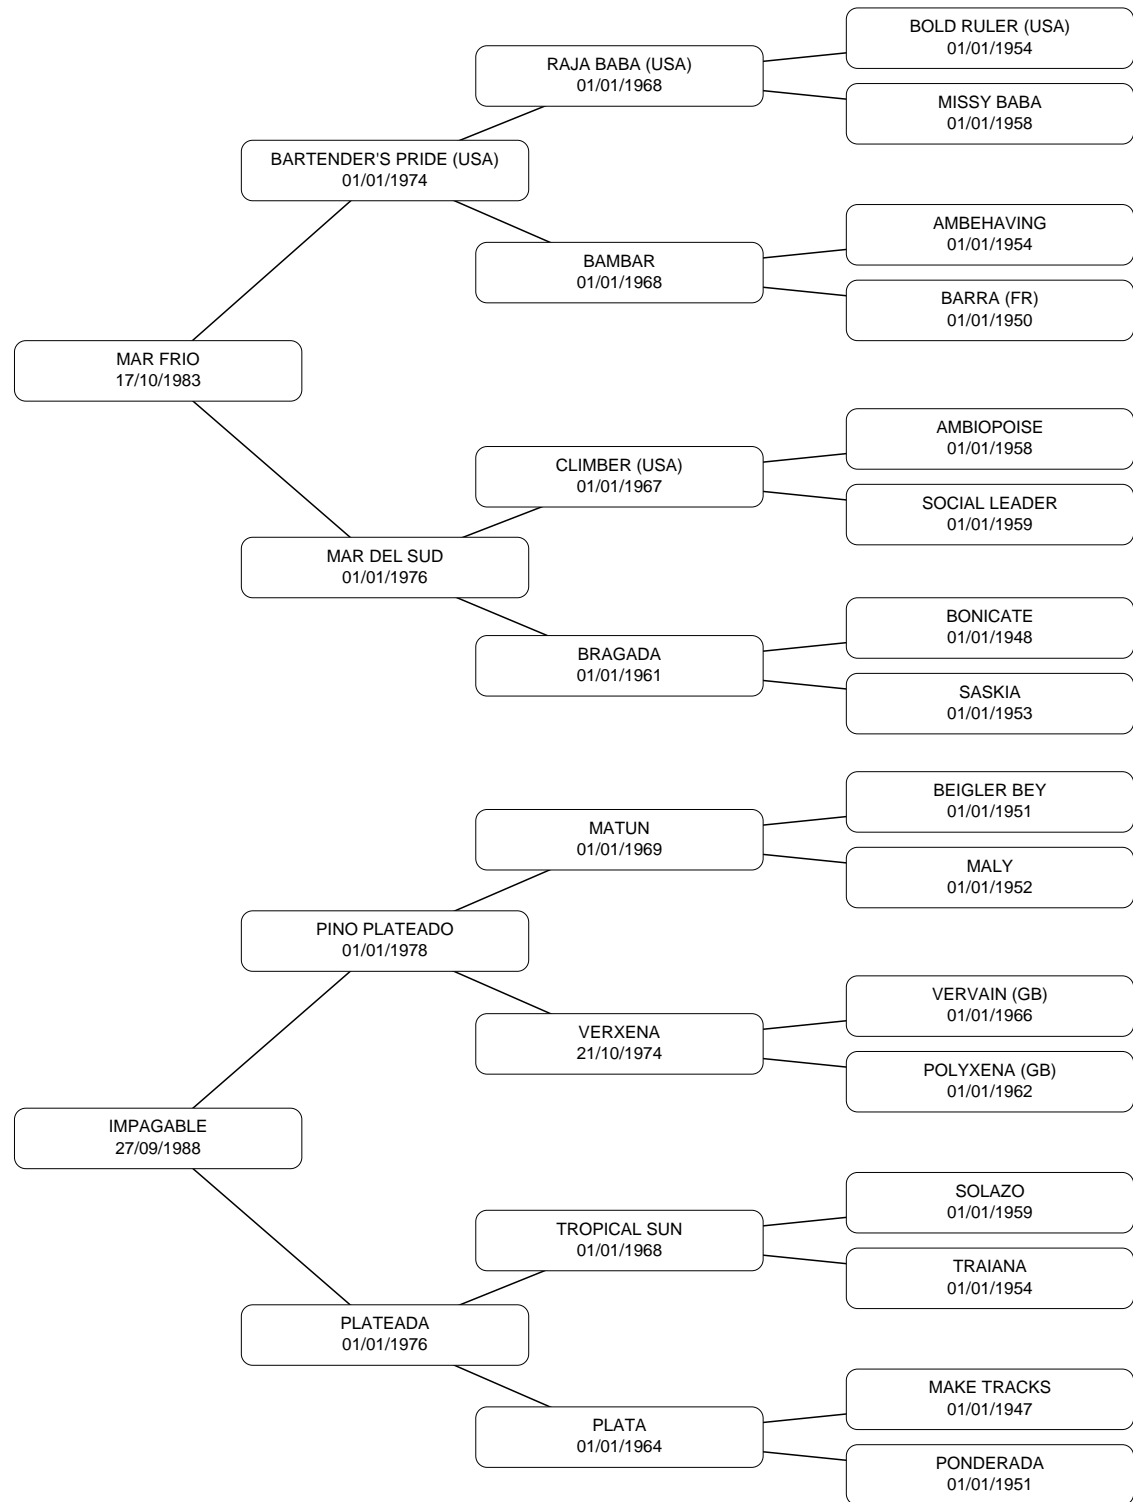 BOLD RULER (USA)
01/01/1954
RAJA BABA (USA)
01/01/1968
MISSY BABA
01/01/1958
BARTENDER'S PRIDE (USA)
01/01/1974
AMBEHAVING
01/01/1954
BAMBAR
01/01/1968
BARRA (FR)
01/01/1950
MAR FRIO
17/10/1983
AMBIOPOISE
01/01/1958
CLIMBER (USA)
01/01/1967
SOCIAL LEADER
01/01/1959
MAR DEL SUD
01/01/1976
BONICATE
01/01/1948
BRAGADA
01/01/1961
SASKIA
01/01/1953
BEIGLER BEY
01/01/1951
MATUN
01/01/1969
MALY
01/01/1952
PINO PLATEADO
01/01/1978
VERVAIN (GB)
01/01/1966
VERXENA
21/10/1974
POLYXENA (GB)
01/01/1962
IMPAGABLE
27/09/1988
SOLAZO
01/01/1959
TROPICAL SUN
01/01/1968
TRAIANA
01/01/1954
PLATEADA
01/01/1976
MAKE TRACKS
01/01/1947
PLATA
01/01/1964
PONDERADA
01/01/1951